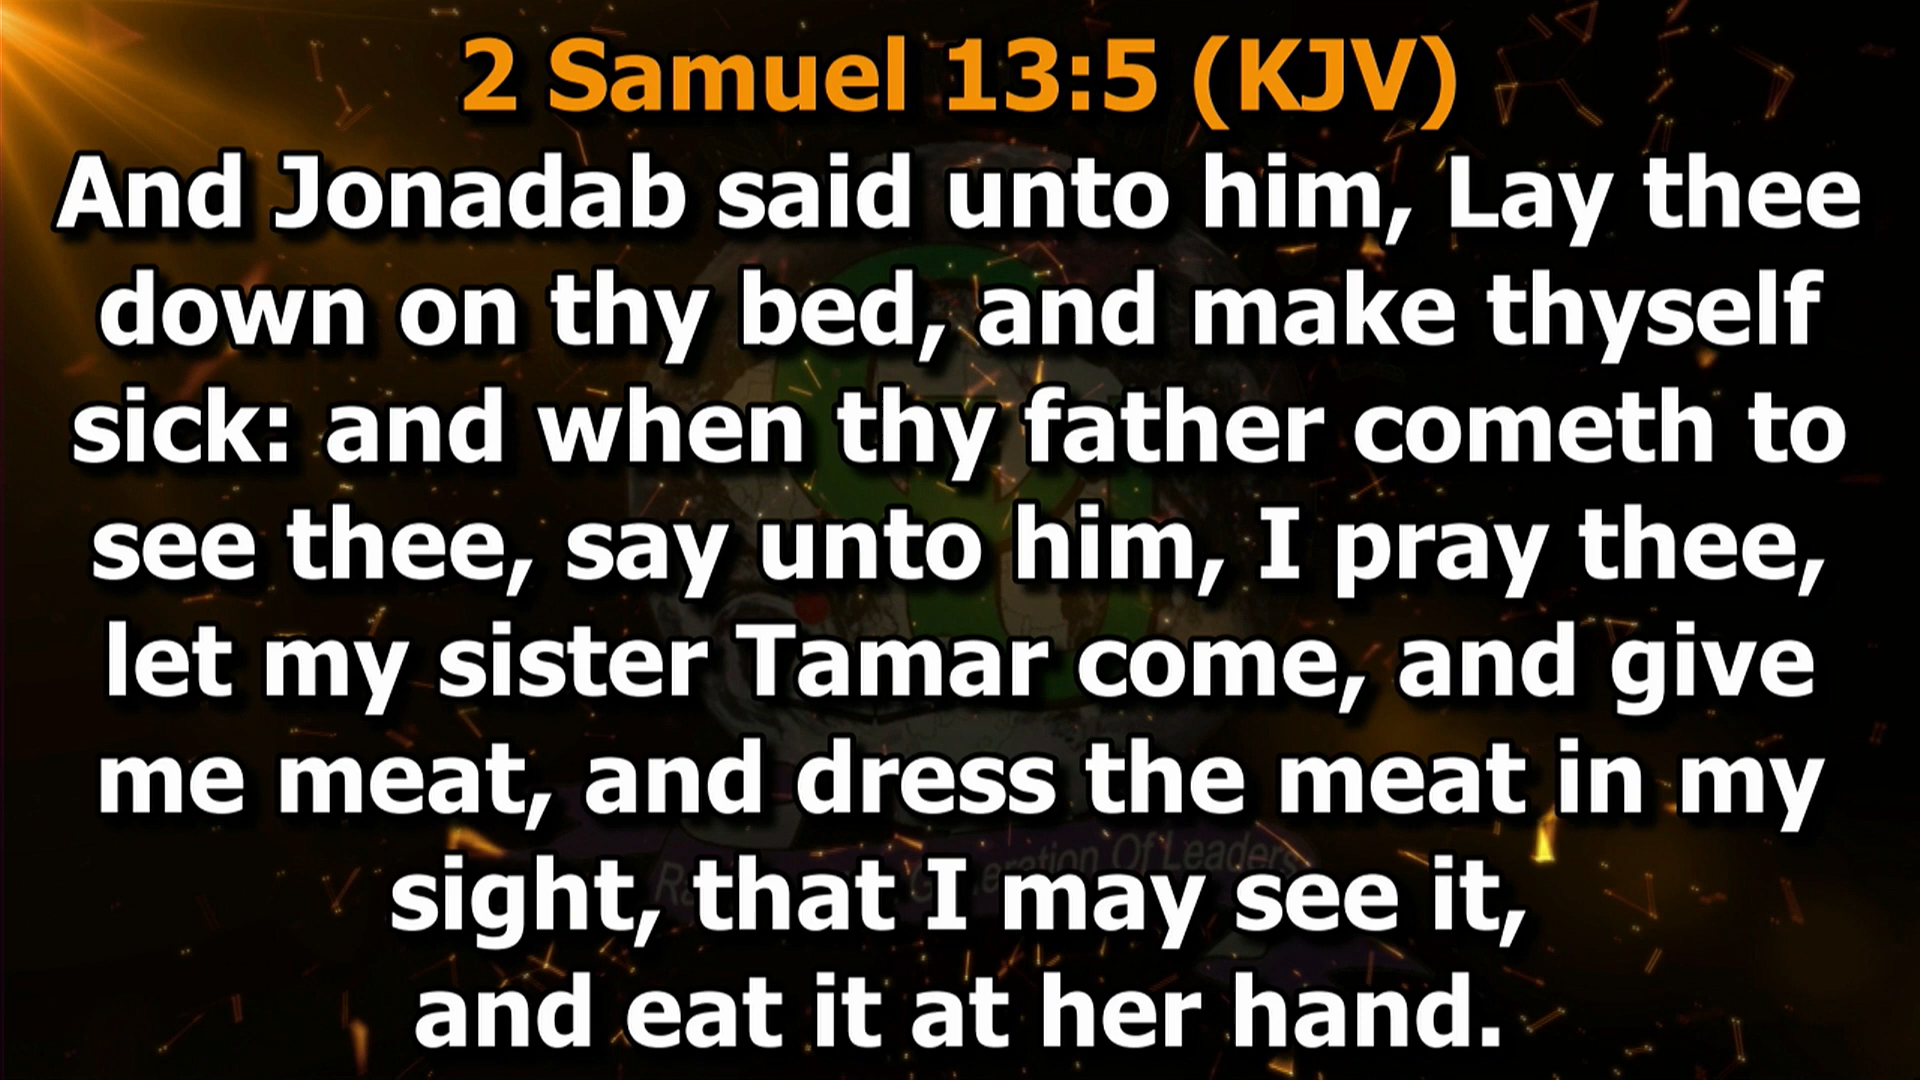 2 Samuel 13:5 (KJV)
And Jonadab said unto him, Lay thee
down on thy bed, and make thyself
sick: and when thy father cometh to
see thee, say unto him, I pray thee,
let my sister Tamar come, and give
me meat, and dress the meat in my
sight, that I may see it,
and eat it at her hand.
Of Leaders